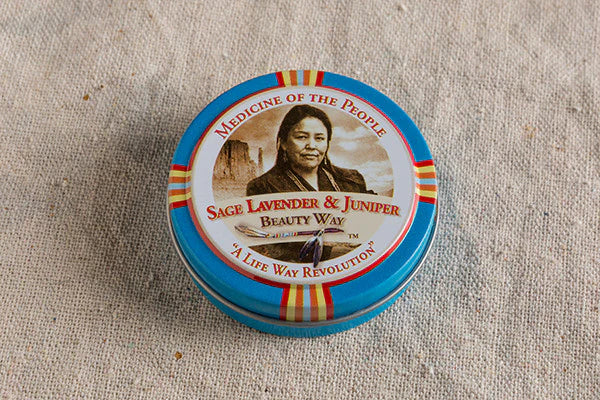 Medicine of the People
Sage Lavender & Juniper
Beauty Way
™
"A Life Way Revolution"